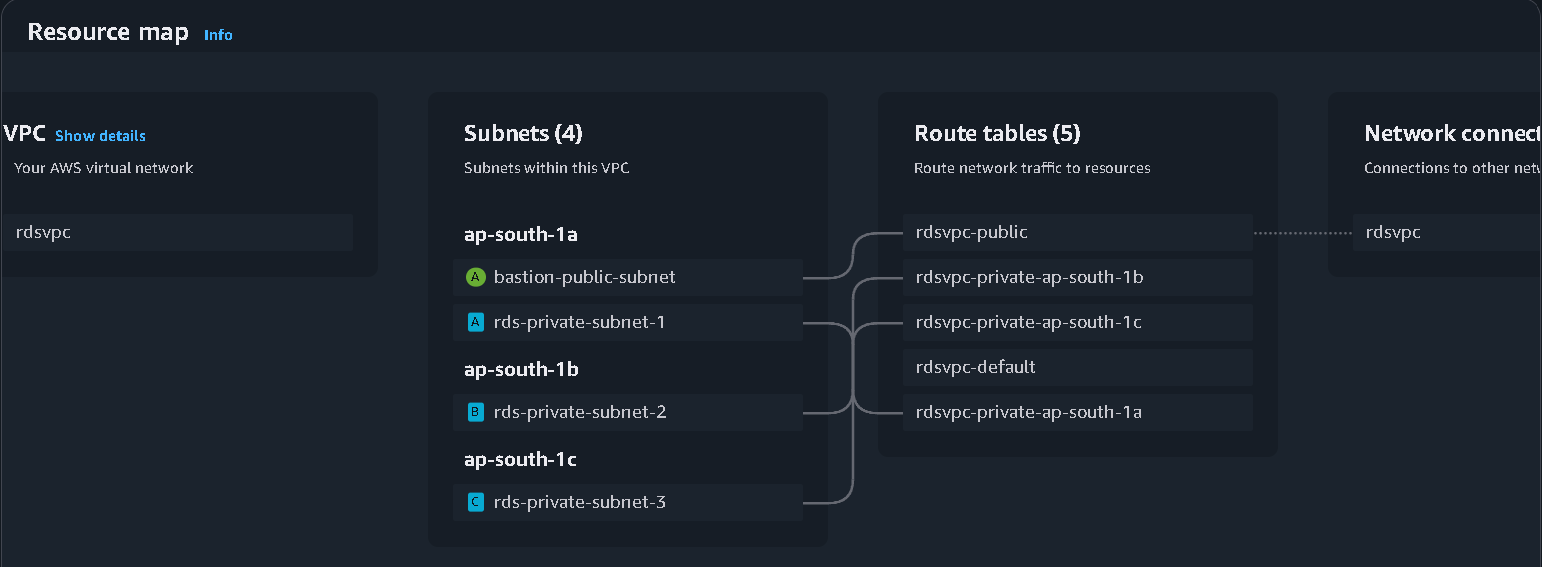 Resource map Info
VPC Show details
Your AWS virtual network
rdsvpc
Subnets (4)
Subnets within this VPC
ap-south-1a
A bastion-public-subnet
A rds-private-subnet-1
ap-south-1b
B rds-private-subnet-2
ap-south-1c
C rds-private-subnet-3
Route tables (5)
Route network traffic to resources
rdsvpc-public
rdsvpc-private-ap-south-1b
rdsvpc-private-ap-south-1c
rdsvpc-default
rdsvpc-private-ap-south-1a
Network connect
Connections to other netw
rdsvpc